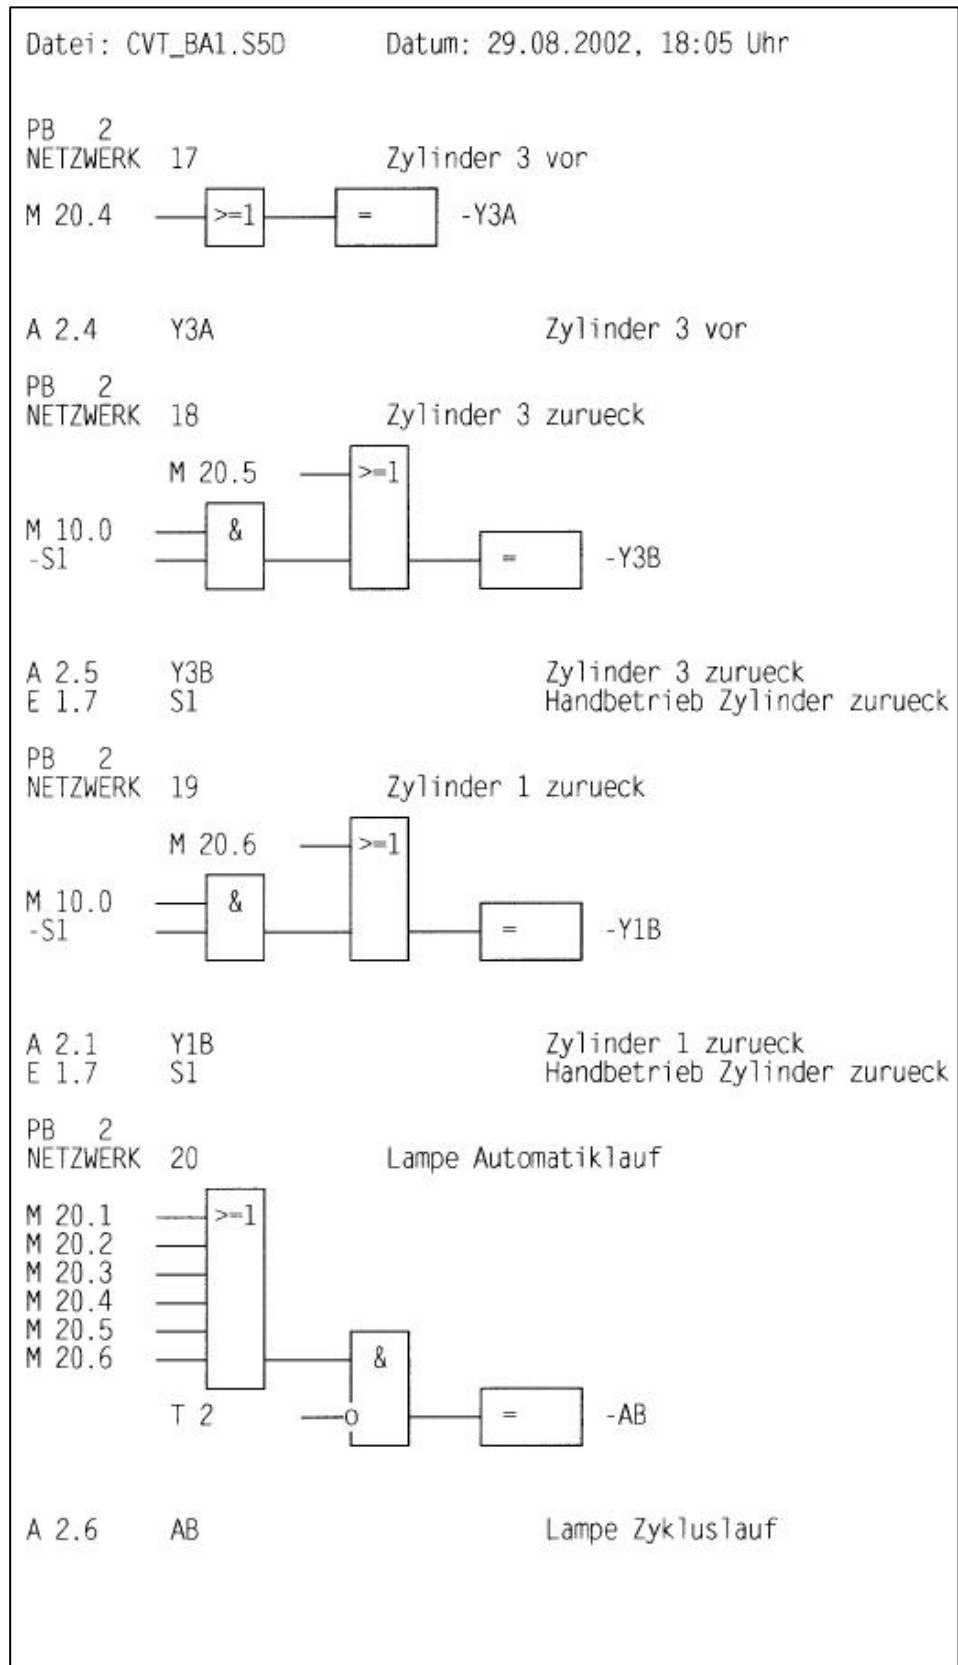 Datei: CVT_BA1.S5D Datum: 29.08.2002, 18:05 Uhr
PB 2
NETZWERK 17 Zylinder 3 vor
M 20.4 >=1 = -Y3A
A 2.4 Y3A Zylinder 3 vor
PB 2
NETZWERK 18 Zylinder 3 zurueck
M 20.5 >=1
M 10.0 &
-S1 = -Y3B
A 2.5 Y3B Zylinder 3 zurueck
E 1.7 S1 Handbetrieb Zylinder zurueck
PB 2
NETZWERK 19 Zylinder 1 zurueck
M 20.6 >=1
M 10.0 &
-S1 = -Y1B
A 2.1 Y1B Zylinder 1 zurueck
E 1.7 S1 Handbetrieb Zylinder zurueck
PB 2
NETZWERK 20 Lampe Automatiklauf
M 20.1 >=1
M 20.2
M 20.3
M 20.4
M 20.5
M 20.6 &
T 2 = -AB
A 2.6 AB Lampe Zykluslauf